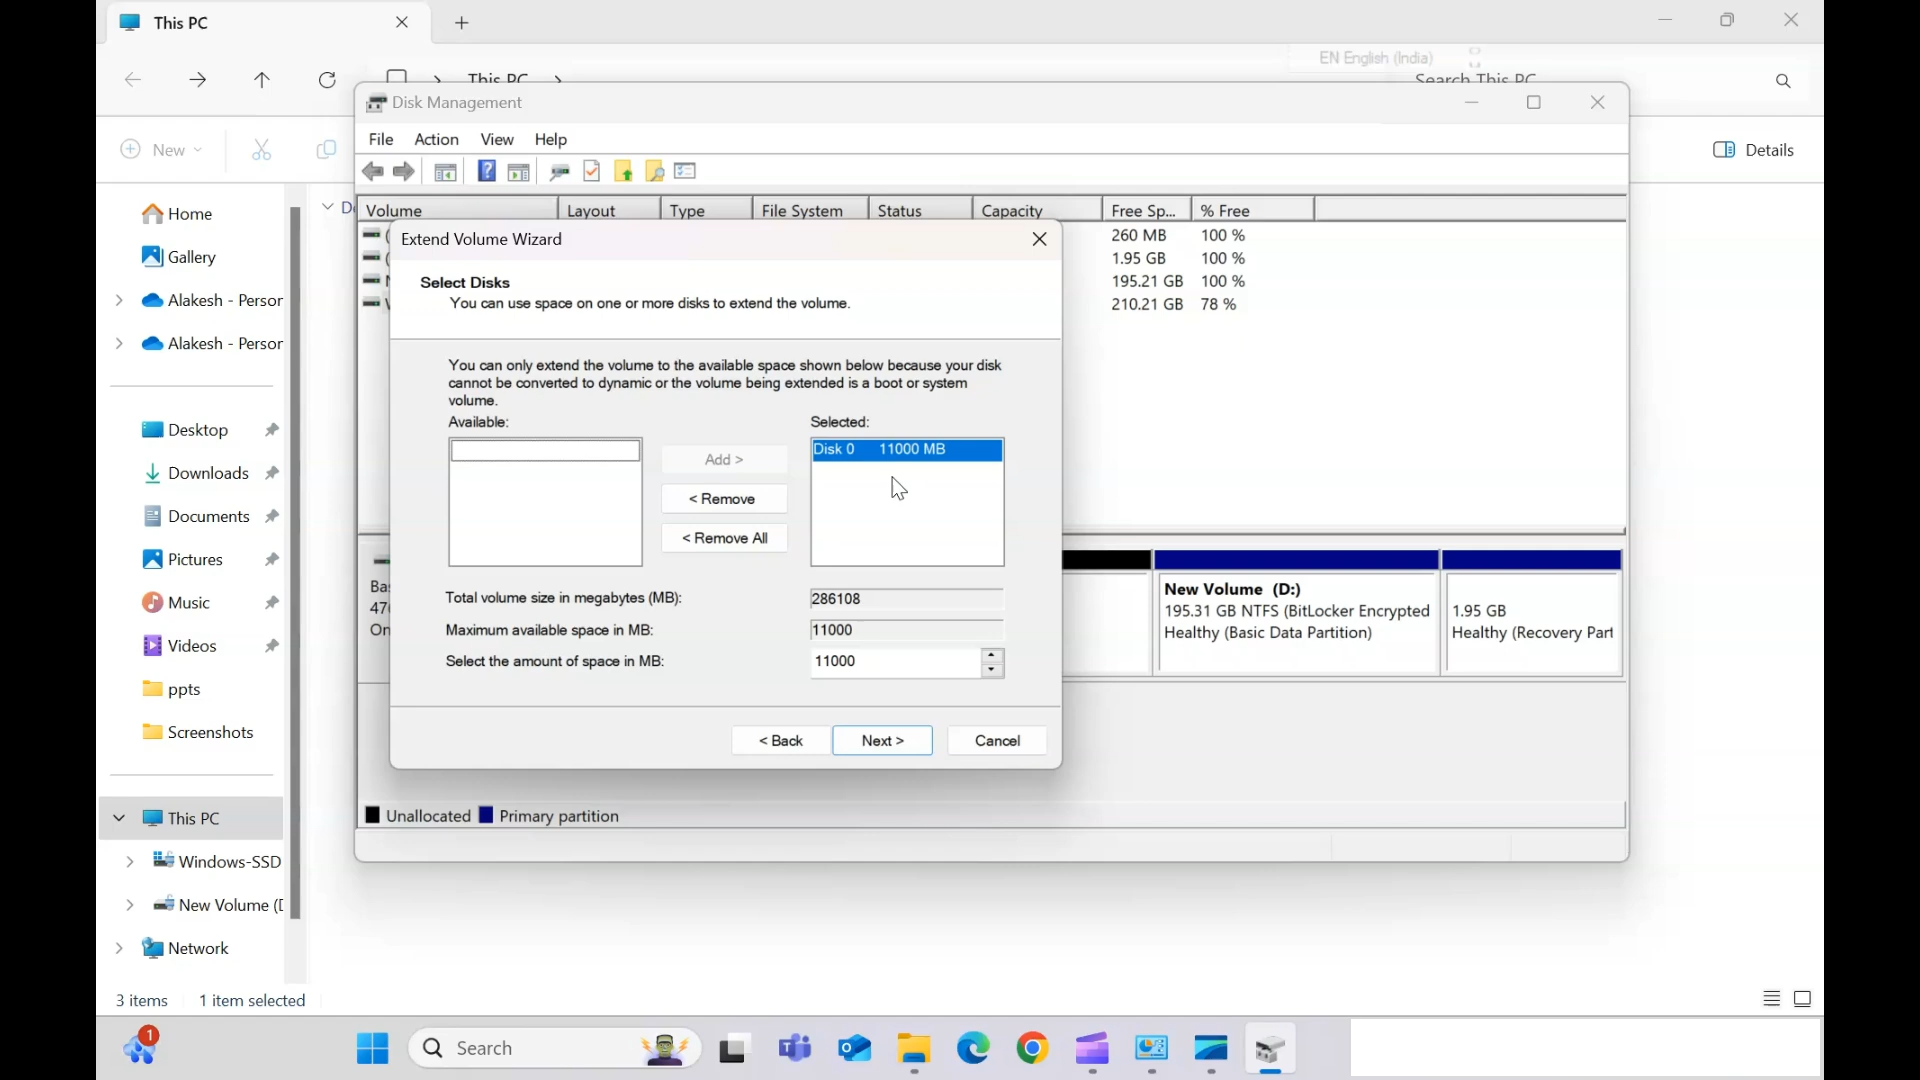 This PC
EN English (India)
This PC
Search This PC
Disk Management
File Action View Help
New
Details
Volume Layout Type File System Status Capacity Free Sp... % Free
260 MB 100 %
1.95 GB 100 %
195.21 GB 100 %
210.21 GB 78 %
Extend Volume Wizard
Select Disks
You can use space on one or more disks to extend the volume.
You can only extend the volume to the available space shown below because your disk
cannot be converted to dynamic or the volume being extended is a boot or system
volume.
Available:
Selected:
Disk 0 11000 MB
Add >
< Remove
< Remove All
Total volume size in megabytes (MB): 286108
Maximum available space in MB: 11000
Select the amount of space in MB: 11000
< Back
Next >
Cancel
New Volume (D:)
195.31 GB NTFS (BitLocker Encrypted
Healthy (Basic Data Partition)
1.95 GB
Healthy (Recovery Part
Unallocated
Primary partition
Home
Gallery
Alakesh - Persor
Alakesh - Persor
Desktop
Downloads
Documents
Pictures
Music
Videos
ppts
Screenshots
This PC
Windows-SSD
New Volume (D
Network
3 items 1 item selected
1
Search